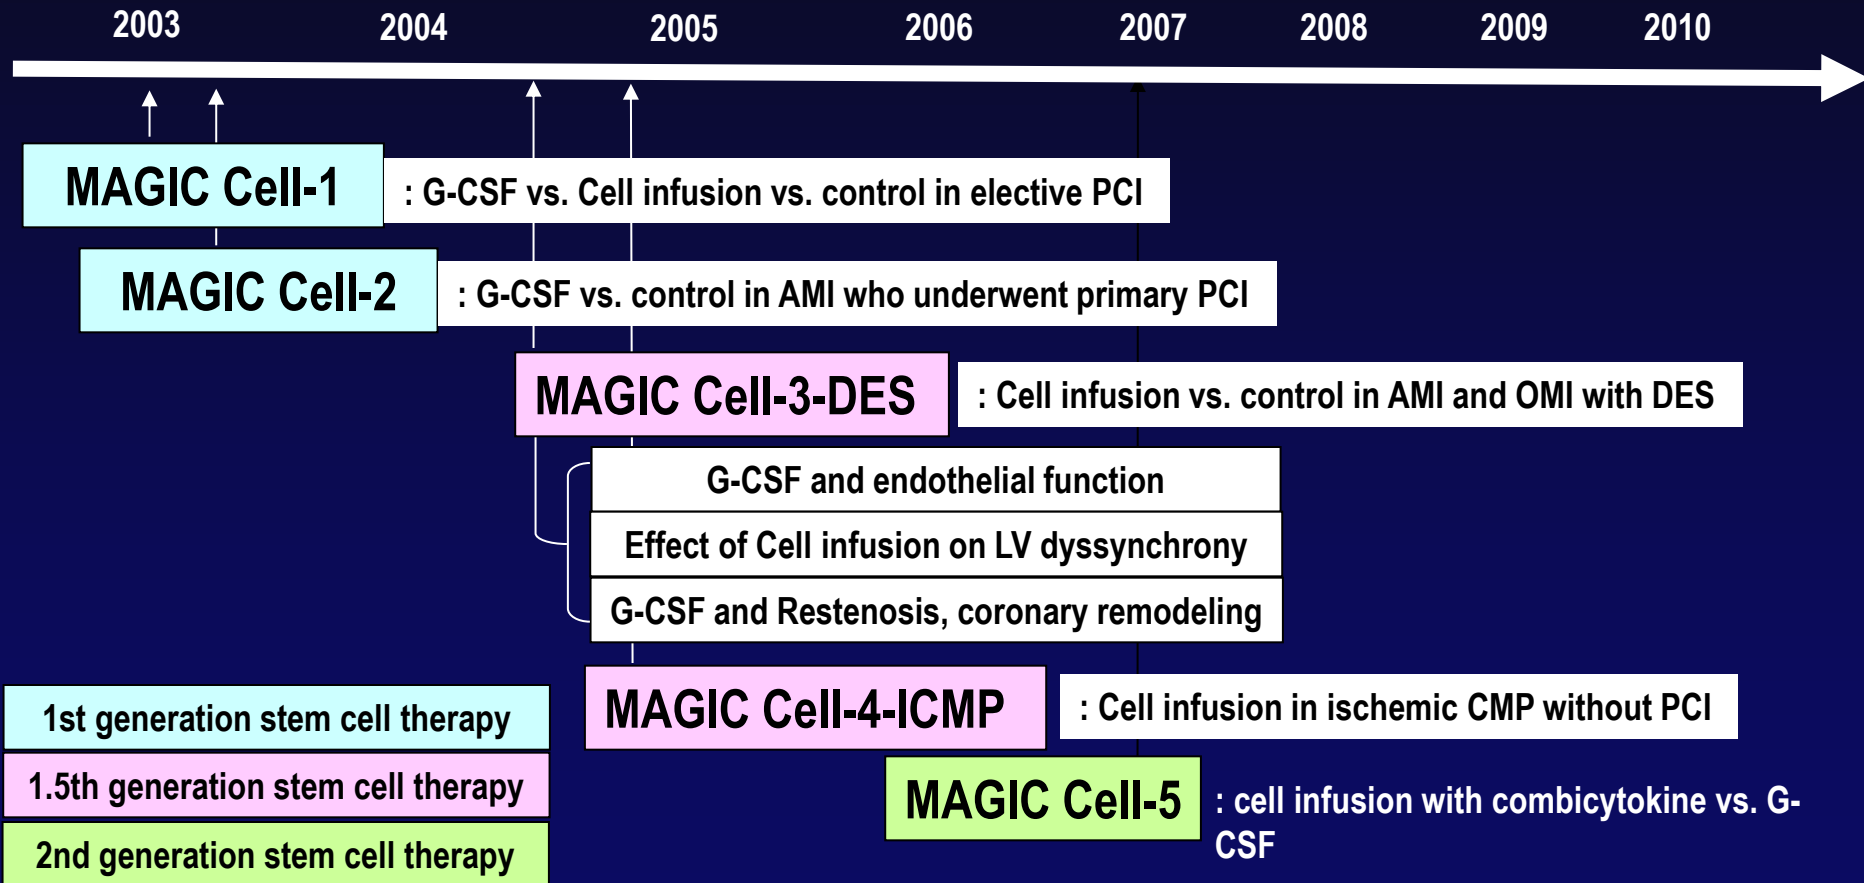 2003 2004 2005 2006 2007 2008 2009 2010
MAGIC Cell-1 : G-CSF vs. Cell infusion vs. control in elective PCI
MAGIC Cell-2 : G-CSF vs. control in AMI who underwent primary PCI
MAGIC Cell-3-DES : Cell infusion vs. control in AMI and OMI with DES
G-CSF and endothelial function
Effect of Cell infusion on LV dyssynchrony
G-CSF and Restenosis, coronary remodeling
MAGIC Cell-4-ICMP : Cell infusion in ischemic CMP without PCI
MAGIC Cell-5 : cell infusion with combicytokine vs. G-
CSF
1st generation stem cell therapy
1.5th generation stem cell therapy
2nd generation stem cell therapy